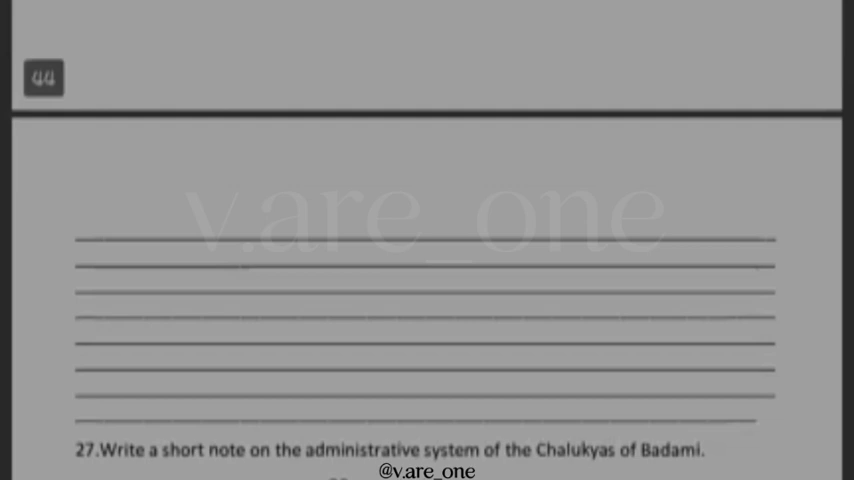 44
v.are_one
27.Write a short note on the administrative system of the Chalukyas of Badami.
@v.are_one